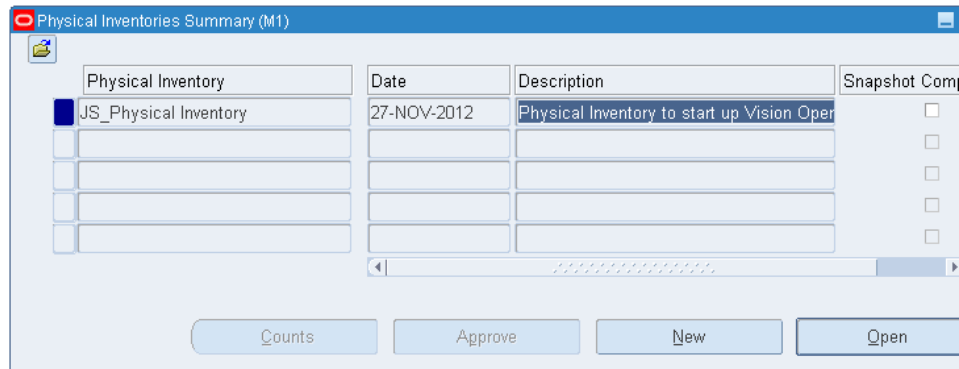 Physical Inventories Summary (M1)
Physical Inventory Date Description Snapshot Comp
JS_Physical Inventory 27-NOV-2012 Physical Inventory to start up Vision Oper
Counts Approve New Open